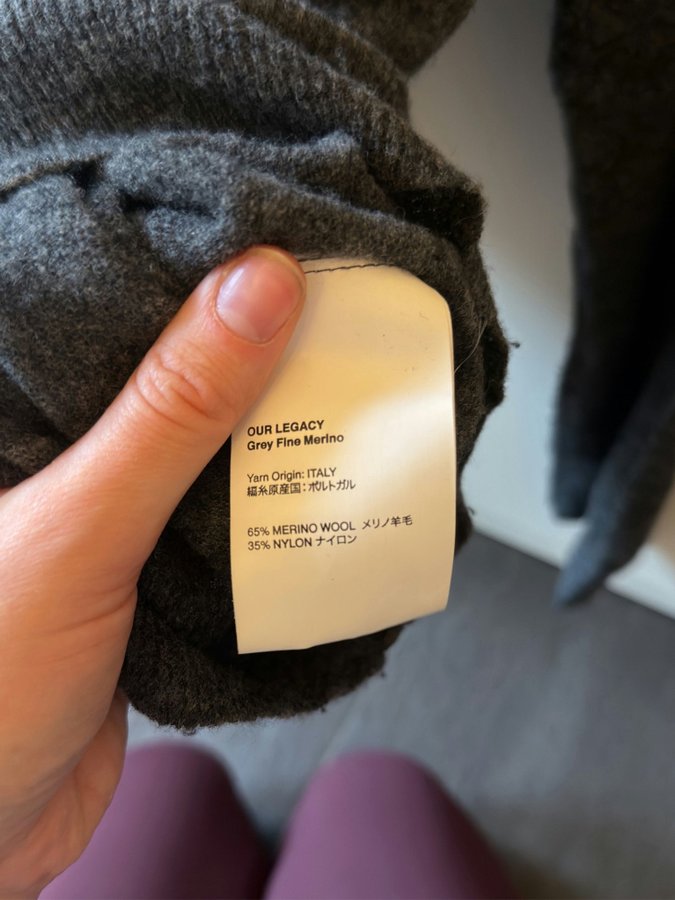 OUR LEGACY
Grey Fine Merino
Yarn Origin: ITALY
編糸原産国：ポルトガル
65% MERINO WOOL メリノ羊毛
35% NYLON ナイロン